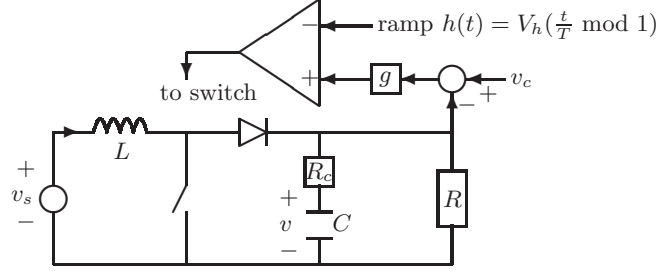 − ramp h(t) = V_h(t/T mod 1)
+ g + − v_c
to switch
L
R_c
+ v_s −
+ v − C
R